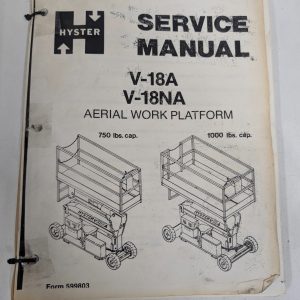 HYSTER
SERVICE
MANUAL
V-18A
V-18NA
AERIAL WORK PLATFORM
750 lbs. cap. 1000 lbs. cap.
Form 599803